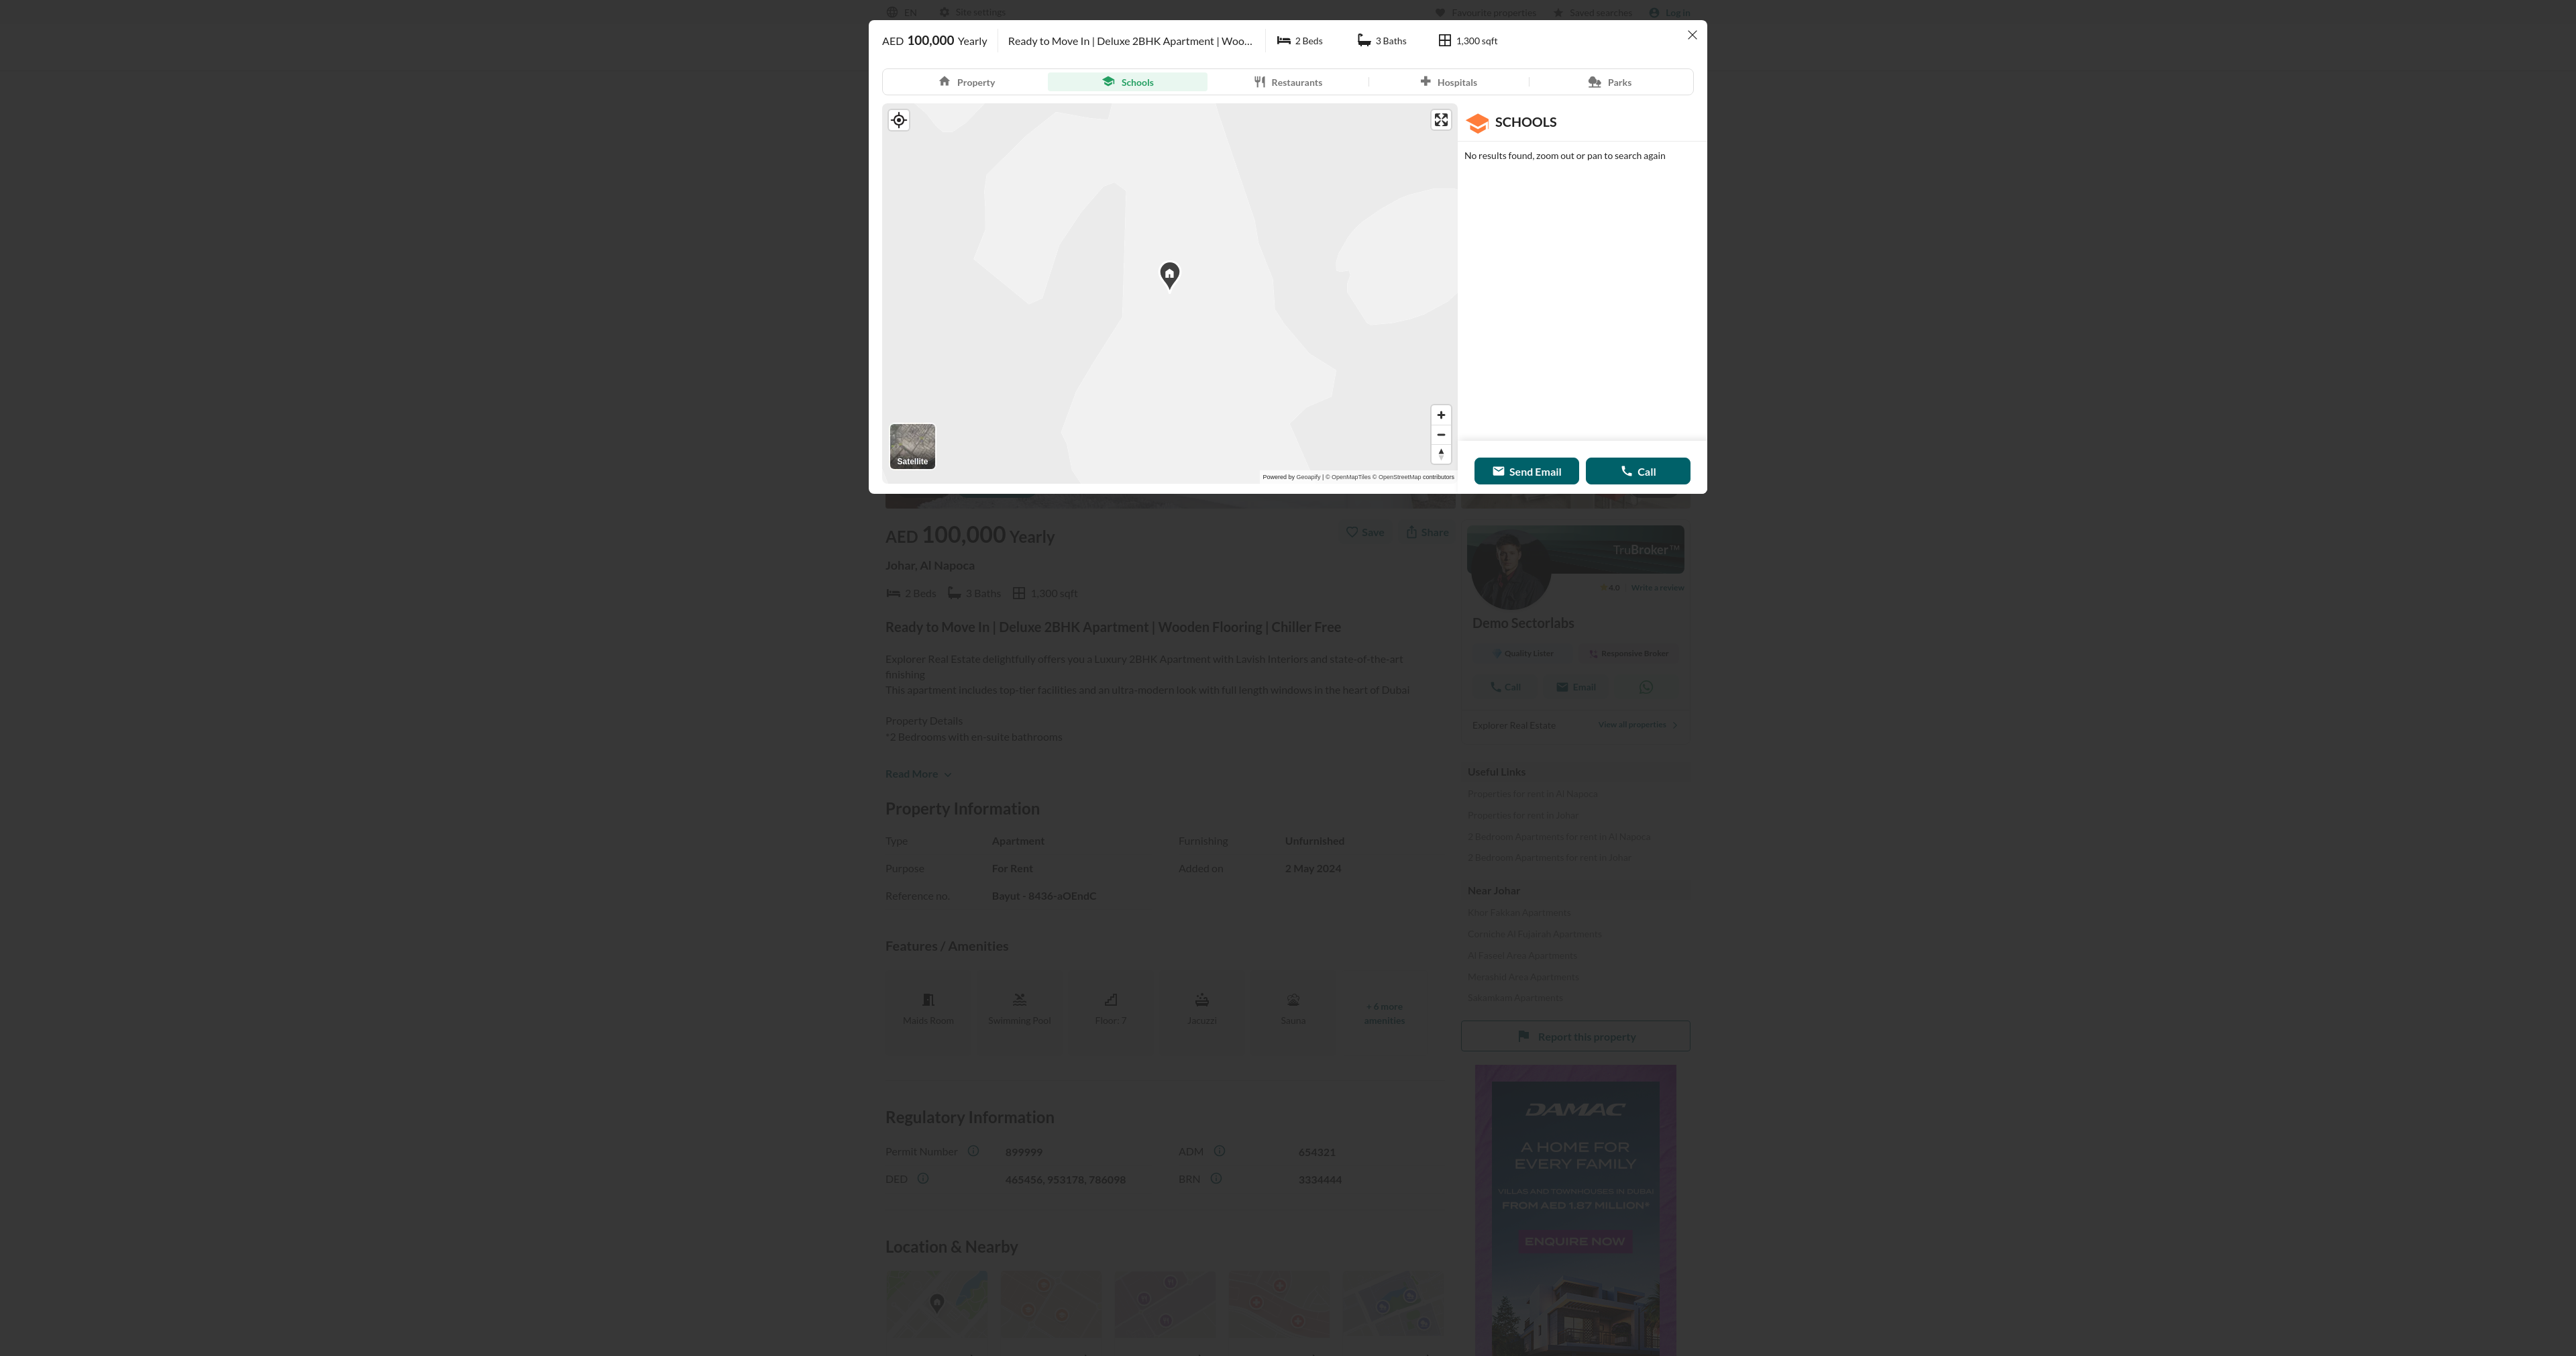 EN
Site settings
Favourite properties
Saved searches
Log in
AED 100,000 Yearly
Ready to Move In | Deluxe 2BHK Apartment | Woo...
2 Beds
3 Baths
1,300 sqft
Property
Schools
Restaurants
Hospitals
Parks
SCHOOLS
No results found, zoom out or pan to search again
Satellite
Powered by Geoapify | © OpenMapTiles © OpenStreetMap contributors
Send Email
Call
AED 100,000 Yearly
Save
Share
Johar, Al Napoca
2 Beds
3 Baths
1,300 sqft
Ready to Move In | Deluxe 2BHK Apartment | Wooden Flooring | Chiller Free
Explorer Real Estate delightfully offers you a Luxury 2BHK Apartment with Lavish Interiors and state-of-the-art
finishing
This apartment includes top-tier facilities and an ultra-modern look with full length windows in the heart of Dubai
Property Details
*2 Bedrooms with en-suite bathrooms
Read More
TruBroker™
4.0
Write a review
Demo Sectorlabs
Quality Lister
Responsive Broker
Call
Email
Explorer Real Estate
View all properties
Useful Links
Properties for rent in Al Napoca
Properties for rent in Johar
2 Bedroom Apartments for rent in Al Napoca
2 Bedroom Apartments for rent in Johar
Near Johar
Khor Fakkan Apartments
Corniche Al Fujairah Apartments
Al Faseel Area Apartments
Merashid Area Apartments
Sakamkam Apartments
Report this property
Property Information
Type
Apartment
Furnishing
Unfurnished
Purpose
For Rent
Added on
2 May 2024
Reference no.
Bayut - 8436-aOEndC
Features / Amenities
Maids Room
Swimming Pool
Floor: 7
Jacuzzi
Sauna
+ 6 more
amenities
Regulatory Information
Permit Number
899999
ADM
654321
DED
465456, 953178, 786098
BRN
3334444
Location & Nearby
DAMAC
A HOME FOR
EVERY FAMILY
VILLAS AND TOWNHOUSES IN DUBAI
FROM AED 1.87 MILLION*
ENQUIRE NOW